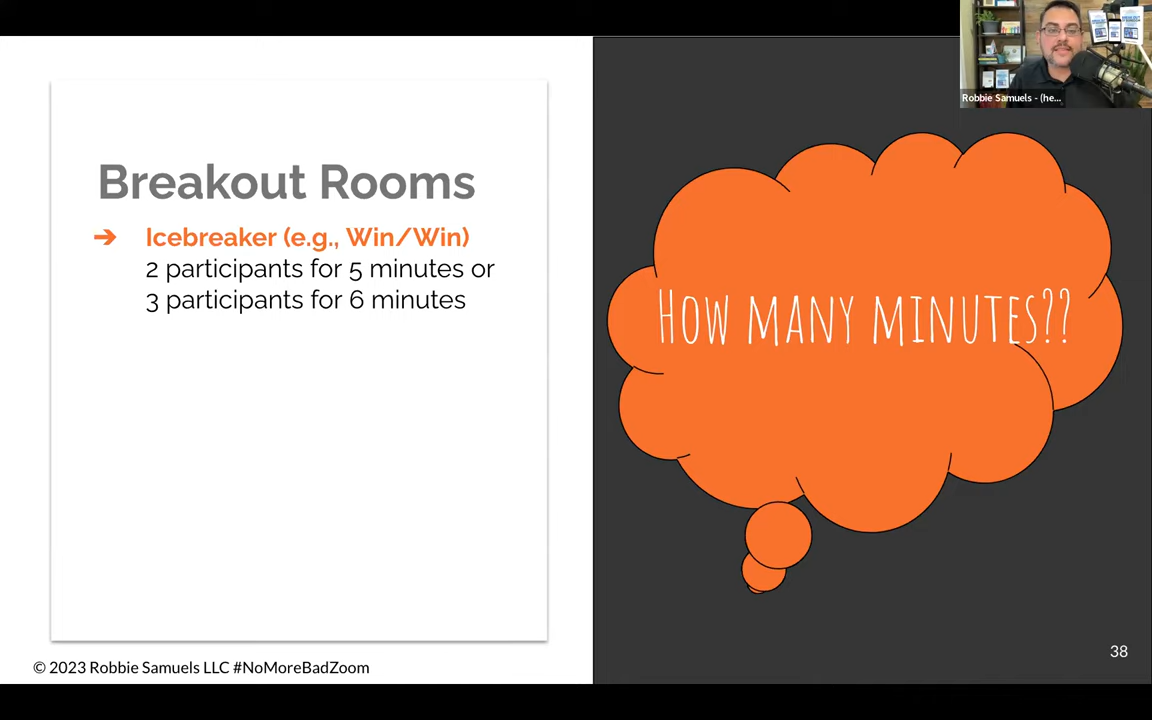 Robbie Samuels - (he...
Breakout Rooms
➔ Icebreaker (e.g., Win/Win)
2 participants for 5 minutes or
3 participants for 6 minutes
How many minutes??
38
© 2023 Robbie Samuels LLC #NoMoreBadZoom